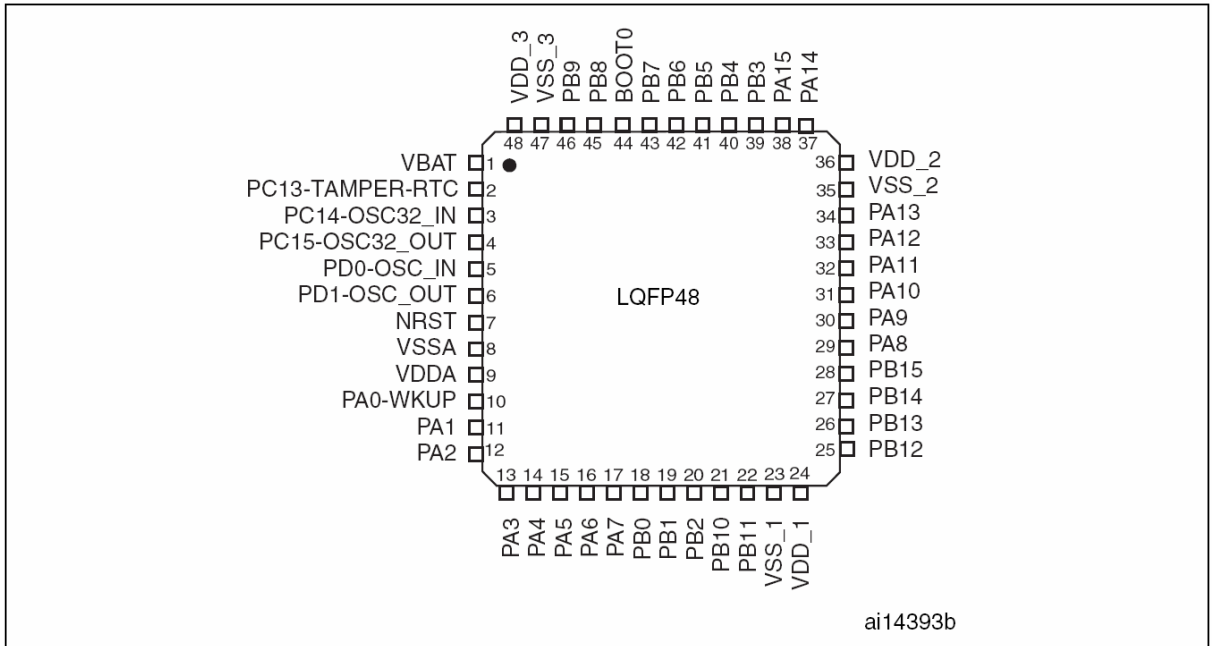 VDD_3
VSS_3
PB9
PB8
BOOT0
PB7
PB6
PB5
PB4
PB3
PA15
PA14
48 47 46 45 44 43 42 41 40 39 38 37
VBAT 1
PC13-TAMPER-RTC 2
PC14-OSC32_IN 3
PC15-OSC32_OUT 4
PD0-OSC_IN 5
PD1-OSC_OUT 6
NRST 7
VSSA 8
VDDA 9
PA0-WKUP 10
PA1 11
PA2 12
LQFP48
36 VDD_2
35 VSS_2
34 PA13
33 PA12
32 PA11
31 PA10
30 PA9
29 PA8
28 PB15
27 PB14
26 PB13
25 PB12
13 14 15 16 17 18 19 20 21 22 23 24
PA3
PA4
PA5
PA6
PA7
PB0
PB1
PB2
PB10
PB11
VSS_1
VDD_1
ai14393b